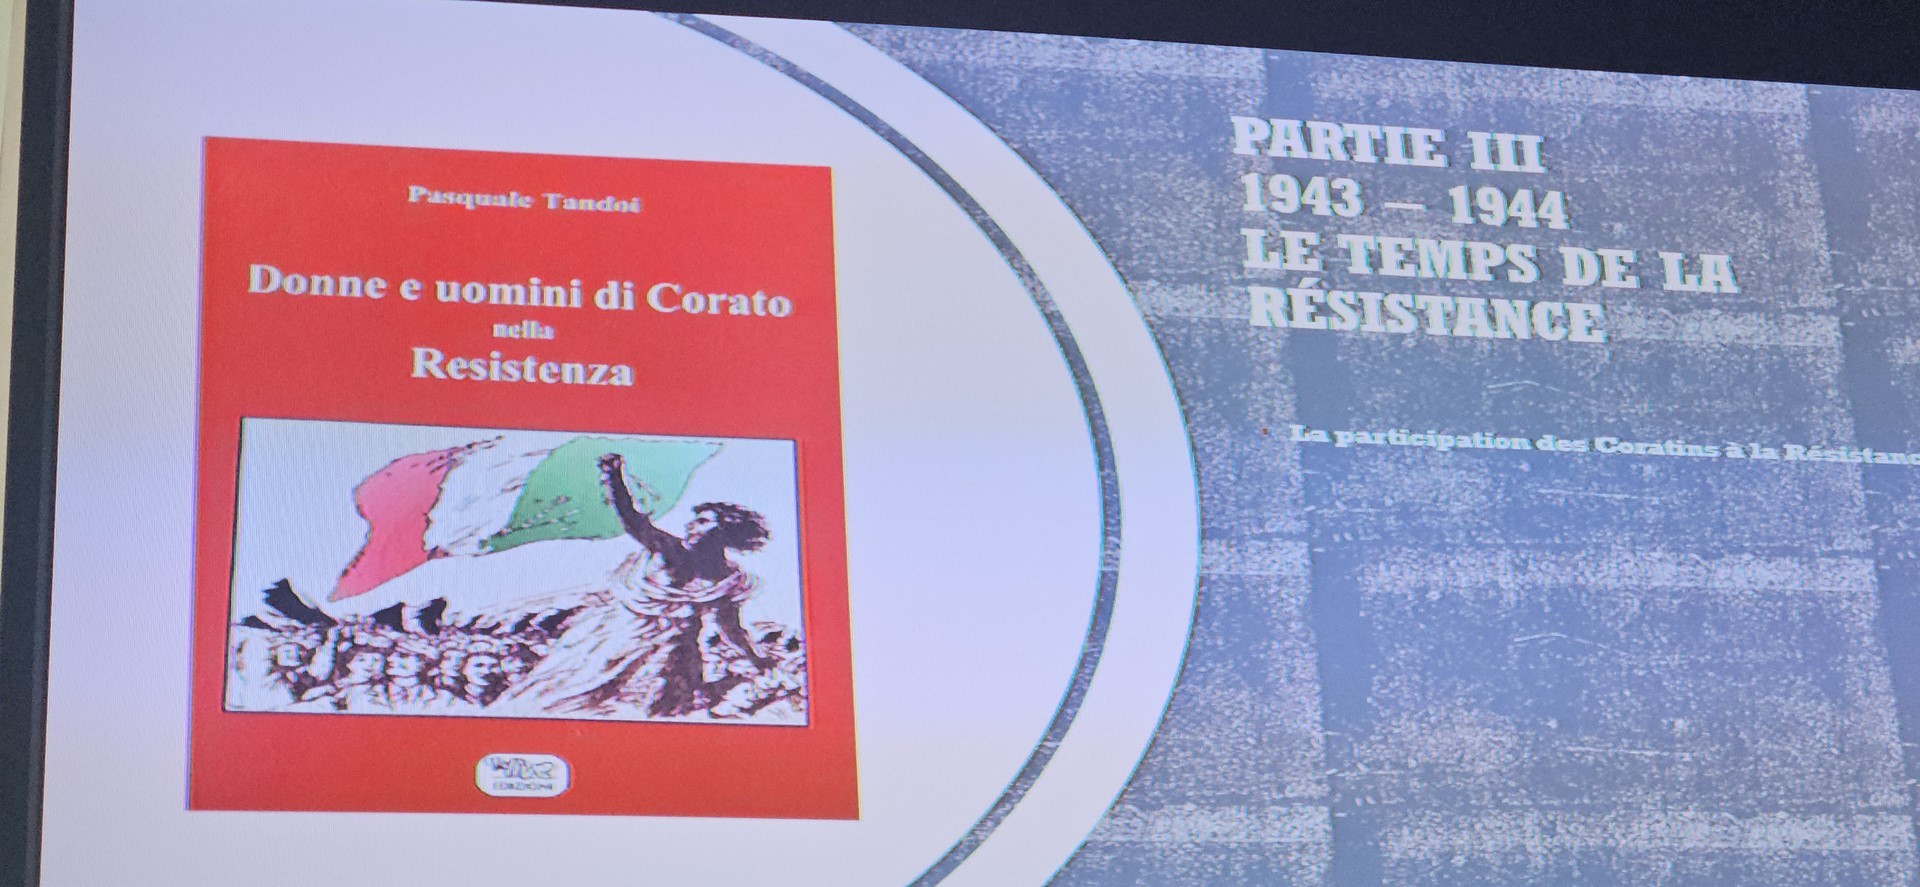 Pasquale Tandoi
Donne e uomini di Corato
nella
Resistenza
EDIZIONI
PARTIE III
1943 – 1944
LE TEMPS DE LA
RÉSISTANCE
La participation des Coratins à la